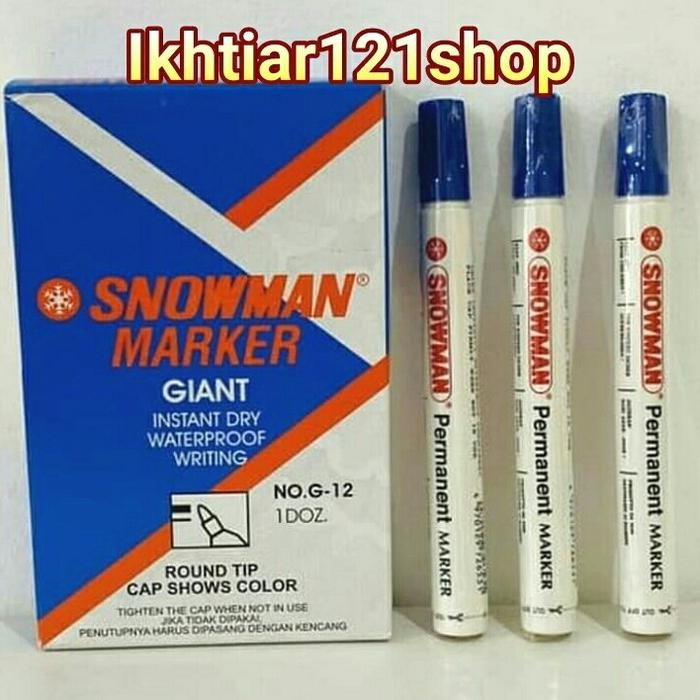 Ikhtiar121shop
SNOWMAN®
MARKER
GIANT
INSTANT DRY
WATERPROOF
WRITING
NO.G-12
1DOZ.
ROUND TIP
CAP SHOWS COLOR
TIGHTEN THE CAP WHEN NOT IN USE
JIKA TIDAK DIPAKAI,
PENUTUPNYA HARUS DIPASANG DENGAN KENCANG
SNOWMAN® Permanent MARKER
SNOWMAN® Permanent MARKER
SNOWMAN® Permanent MARKER